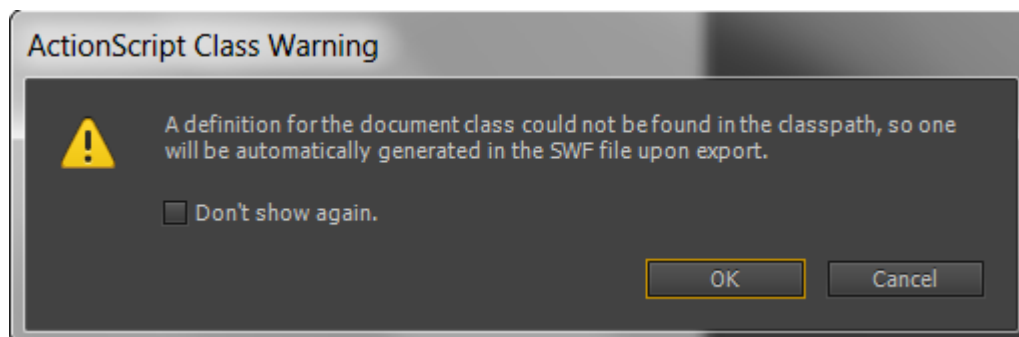 ActionScript Class Warning
A definition for the document class could not be found in the classpath, so one
will be automatically generated in the SWF file upon export.
Don't show again.
OK
Cancel